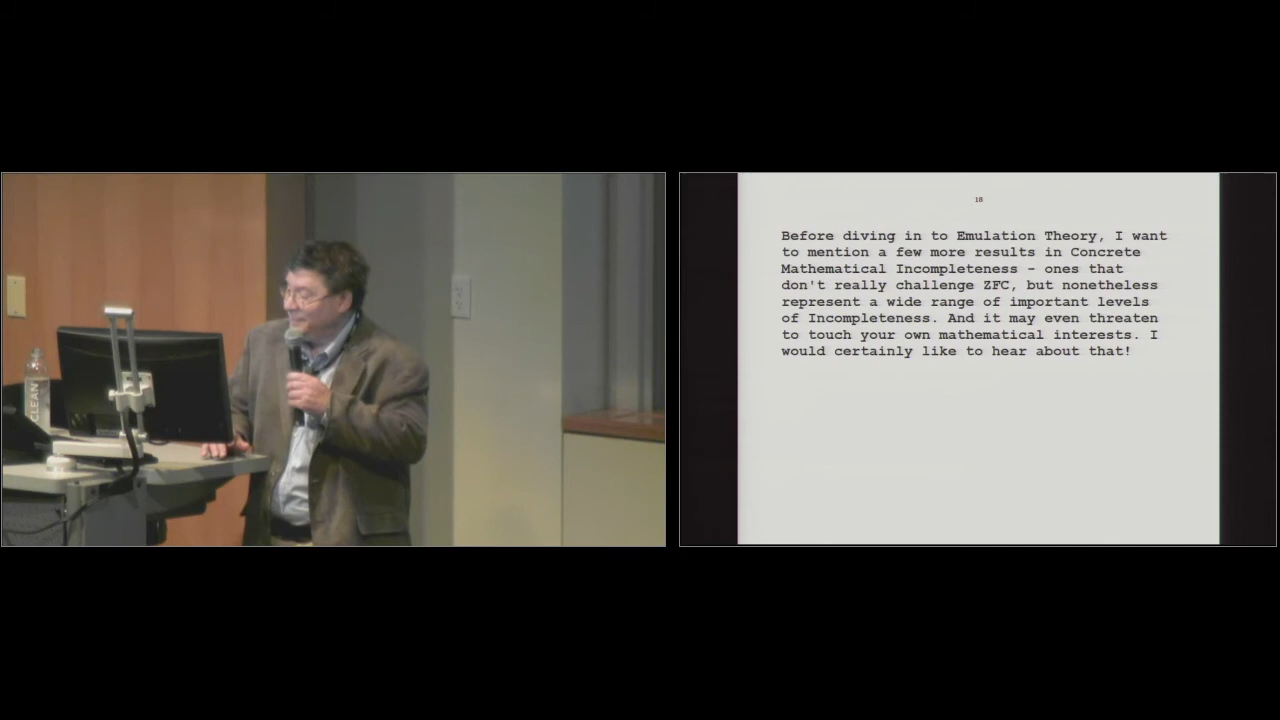 CLEAN
18
Before diving in to Emulation Theory, I want
to mention a few more results in Concrete
Mathematical Incompleteness - ones that
don't really challenge ZFC, but nonetheless
represent a wide range of important levels
of Incompleteness. And it may even threaten
to touch your own mathematical interests. I
would certainly like to hear about that!